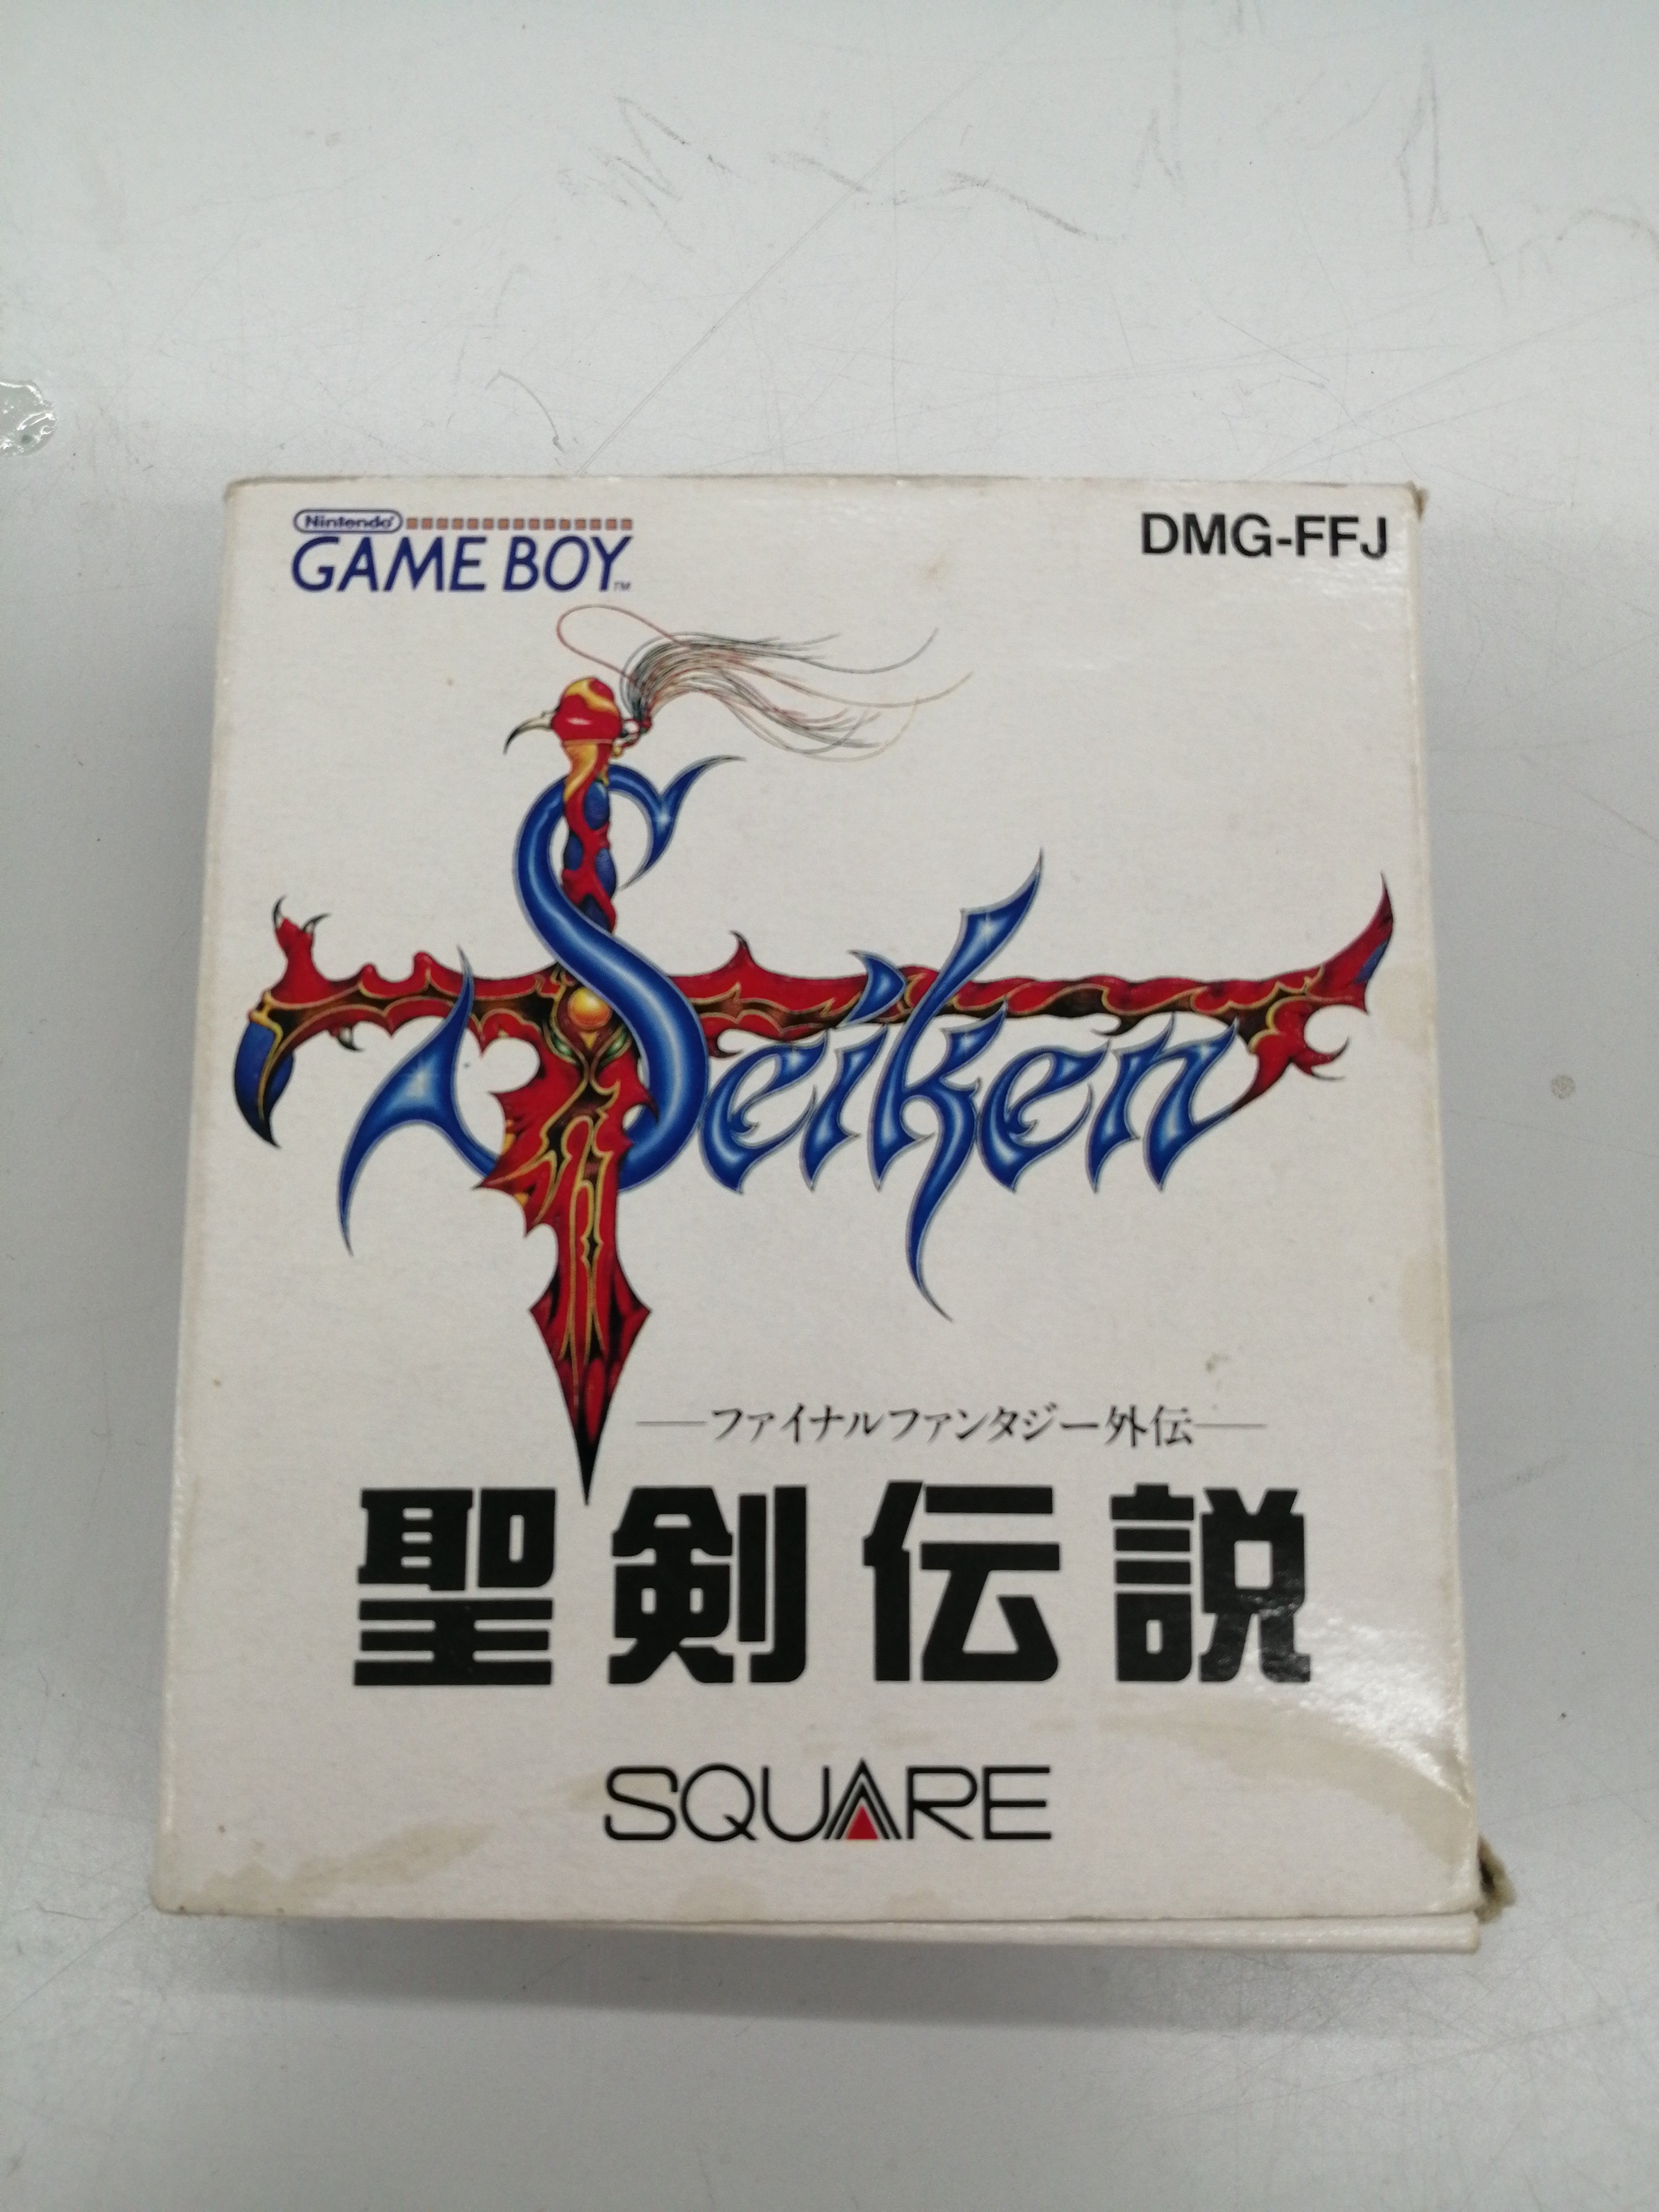 Nintendo
GAME BOY™
DMG-FFJ
Seiken
ファイナルファンタジー外伝
聖剣伝説
SQUARE